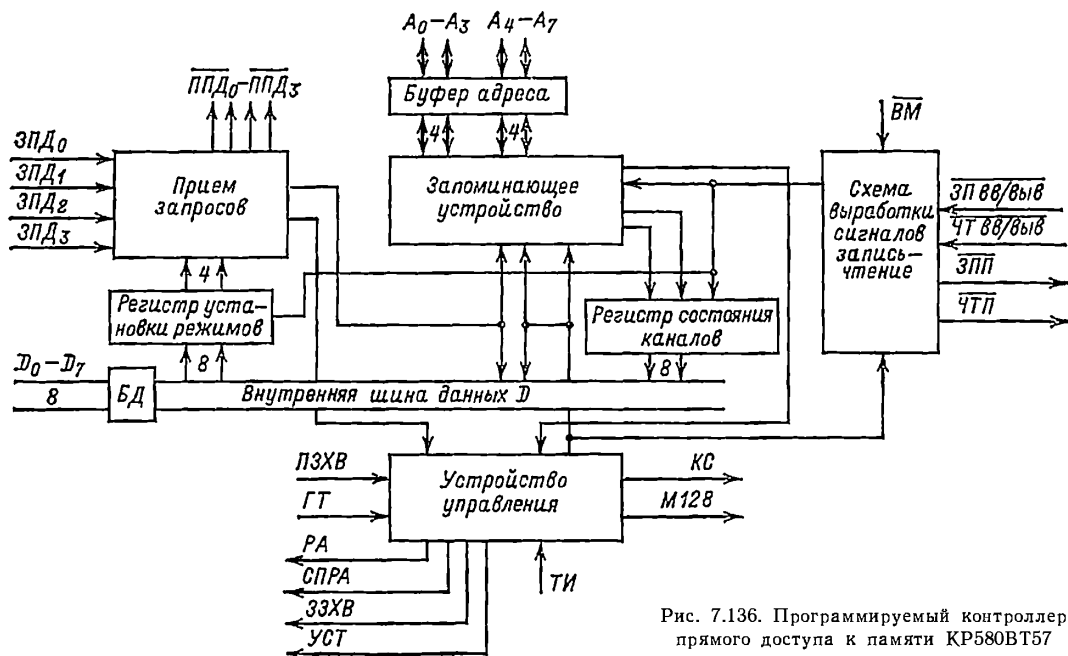 A₀–A₃ A₄–A₇
ППД₀–ППД₃
Буфер адреса
4 4
ВМ
ЗПД₀
ЗПД₁
ЗПД₂
ЗПД₃
Прием
запросов
Запоминающее
устройство
Схема
выработки
сигналов
запись-
чтение
ЗП ВВ/ВЫВ
ЧТ ВВ/ВЫВ
ЗПП
ЧТП
4
Регистр уста-
новки режимов
Регистр состояния
каналов
8
8
D₀–D₇
8
БД
Внутренняя шина данных D
ПЗХВ
ГТ
Устройство
управления
КС
М128
РА
СПРА
ЗЗХВ
УСТ
ТИ
Рис. 7.136. Программируемый контроллер
прямого доступа к памяти КР580ВТ57